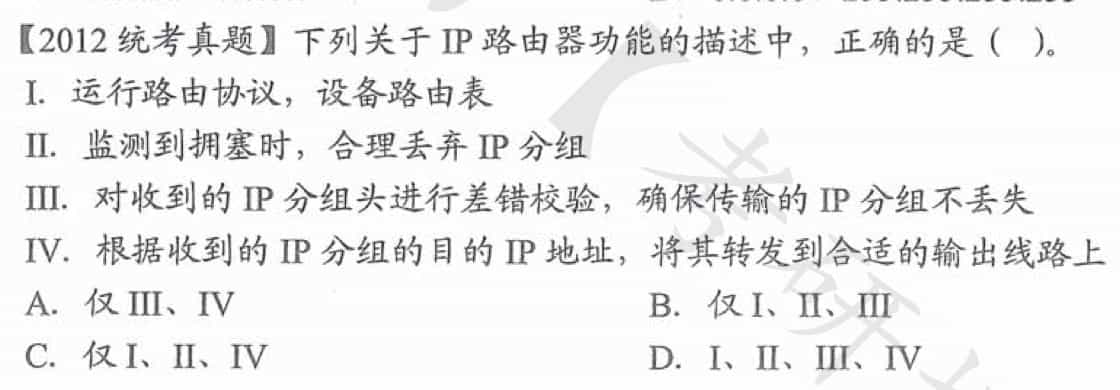 〖2012 统考真题〗下列关于 IP 路由器功能的描述中，正确的是（　）。
I. 运行路由协议，设备路由表
II. 监测到拥塞时，合理丢弃 IP 分组
III. 对收到的 IP 分组头进行差错校验，确保传输的 IP 分组不丢失
IV. 根据收到的 IP 分组的目的 IP 地址，将其转发到合适的输出线路上
A. 仅 III、IV B. 仅 I、II、III
C. 仅 I、II、IV D. I、II、III、IV